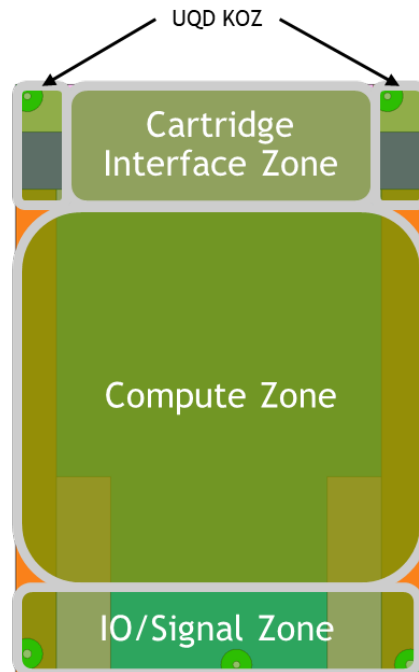 UQD KOZ
Cartridge
Interface Zone
Compute Zone
IO/Signal Zone